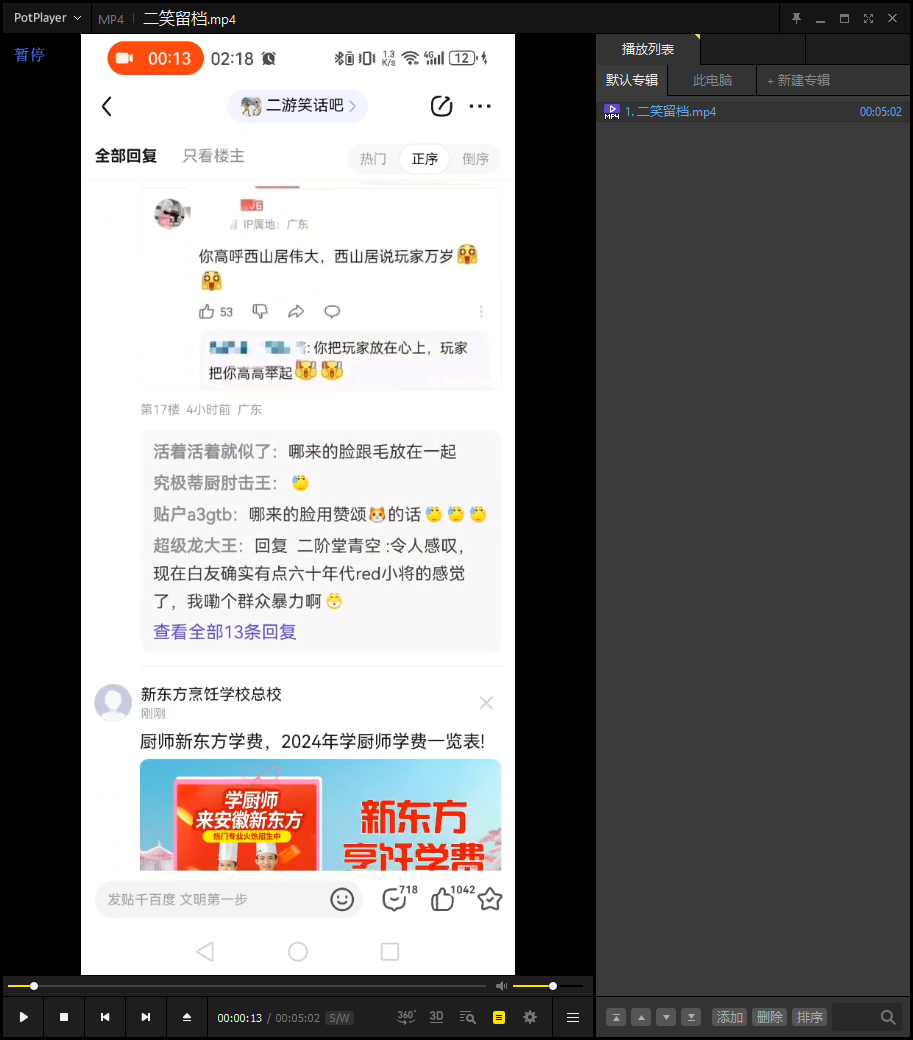 PotPlayer
MP4
二笑留档.mp4
暂停
00:13
02:18
1.3
K/s
4G
12
二游笑话吧
全部回复
只看楼主
热门
正序
倒序
6
IP属地：广东
你高呼西山居伟大，西山居说玩家万岁
53
: 你把玩家放在心上，玩家
把你高高举起
第17楼 4小时前 广东
活着活着就似了：哪来的脸跟毛放在一起
究极蒂厨肘击王：
贴户a3gtb：哪来的脸用赞颂🐱的话
超级龙大王：回复 二阶堂青空 :令人感叹，
现在白友确实有点六十年代red小将的感觉
了，我嘞个群众暴力啊
查看全部13条回复
新东方烹饪学校总校
刚刚
厨师新东方学费，2024年学厨师学费一览表!
学厨师
来安徽新东方
热门专业火热招生中
新东方
烹饪学费
发贴千百度 文明第一步
718
1042
00:00:13 / 00:05:02 S/W
360°
3D
播放列表
默认专辑
此电脑
+ 新建专辑
MP4
1. 二笑留档.mp4
00:05:02
添加
删除
排序